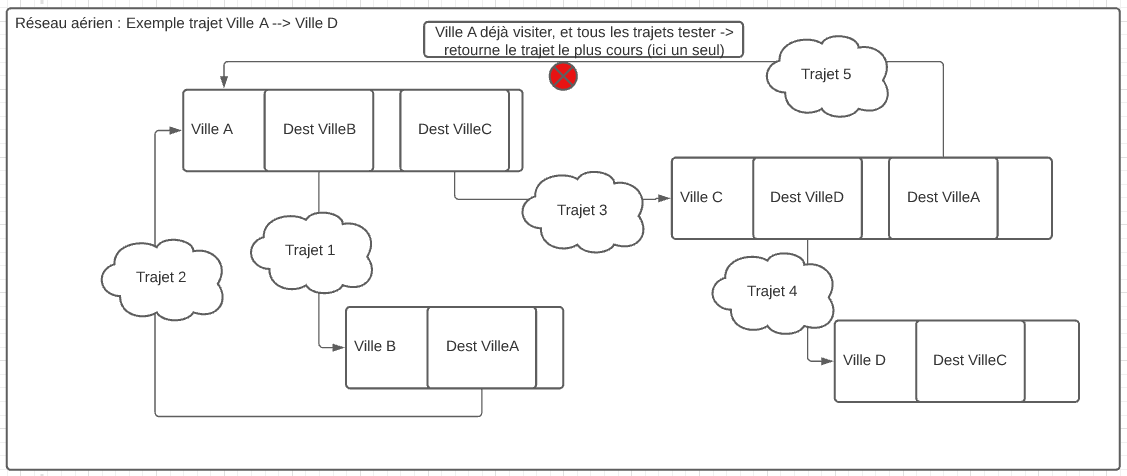 Réseau aérien : Exemple trajet Ville A --> Ville D
Ville A déjà visiter, et tous les trajets tester ->
retourne le trajet le plus cours (ici un seul)
Trajet 5
Ville A
Dest VilleB
Dest VilleC
Ville C
Dest VilleD
Dest VilleA
Trajet 3
Trajet 1
Trajet 2
Trajet 4
Ville B
Dest VilleA
Ville D
Dest VilleC